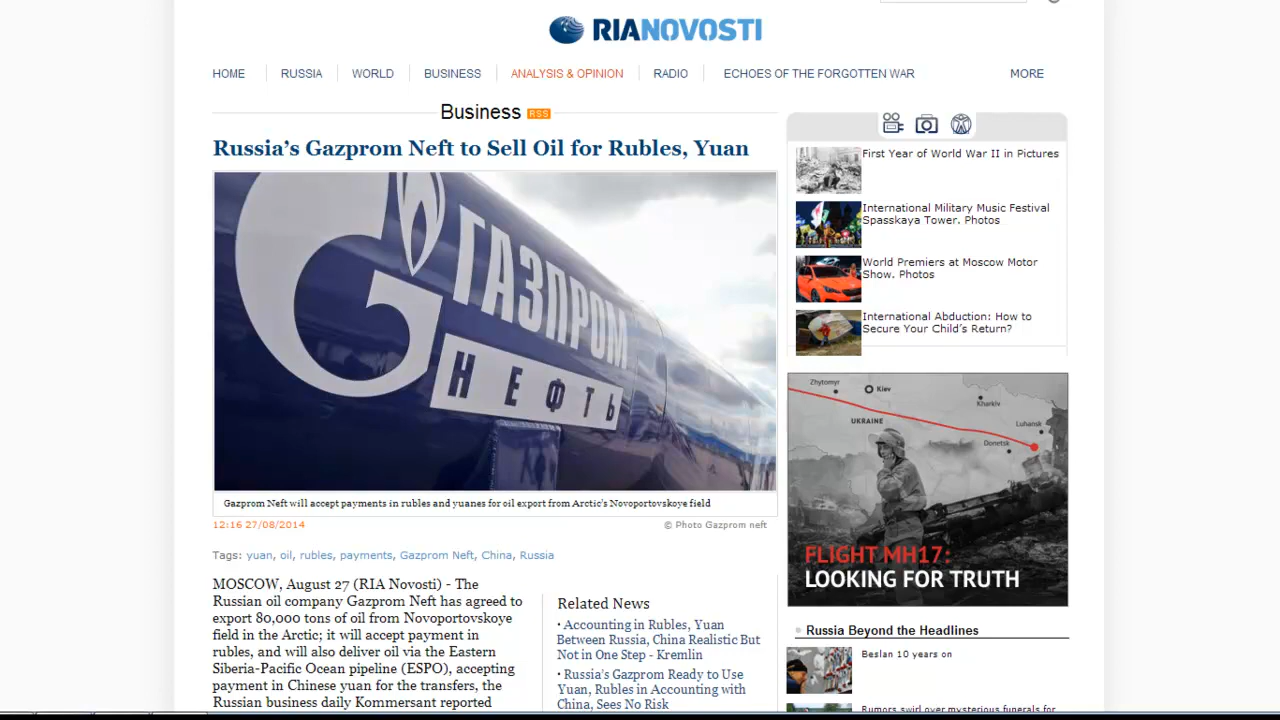 RIANOVOSTI
HOME
RUSSIA
WORLD
BUSINESS
ANALYSIS & OPINION
RADIO
ECHOES OF THE FORGOTTEN WAR
MORE
Business RSS
Russia's Gazprom Neft to Sell Oil for Rubles, Yuan
ГАЗПРОМ
НЕФТЬ
Gazprom Neft will accept payments in rubles and yuanes for oil export from Arctic's Novoportovskoye field
12:16 27/08/2014
© Photo Gazprom neft
Tags: yuan, oil, rubles, payments, Gazprom Neft, China, Russia
MOSCOW, August 27 (RIA Novosti) - The
Russian oil company Gazprom Neft has agreed to
export 80,000 tons of oil from Novoportovskoye
field in the Arctic; it will accept payment in
rubles, and will also deliver oil via the Eastern
Siberia-Pacific Ocean pipeline (ESPO), accepting
payment in Chinese yuan for the transfers, the
Russian business daily Kommersant reported
Related News
· Accounting in Rubles, Yuan
Between Russia, China Realistic But
Not in One Step - Kremlin
· Russia's Gazprom Ready to Use
Yuan, Rubles in Accounting with
China, Sees No Risk
First Year of World War II in Pictures
International Military Music Festival
Spasskaya Tower. Photos
World Premiers at Moscow Motor
Show. Photos
International Abduction: How to
Secure Your Child's Return?
Zhytomyr
Kiev
Kharkiv
UKRAINE
Luhansk
Donetsk
FLIGHT MH17:
LOOKING FOR TRUTH
Russia Beyond the Headlines
Beslan 10 years on
Rumors swirl over mysterious funerals for